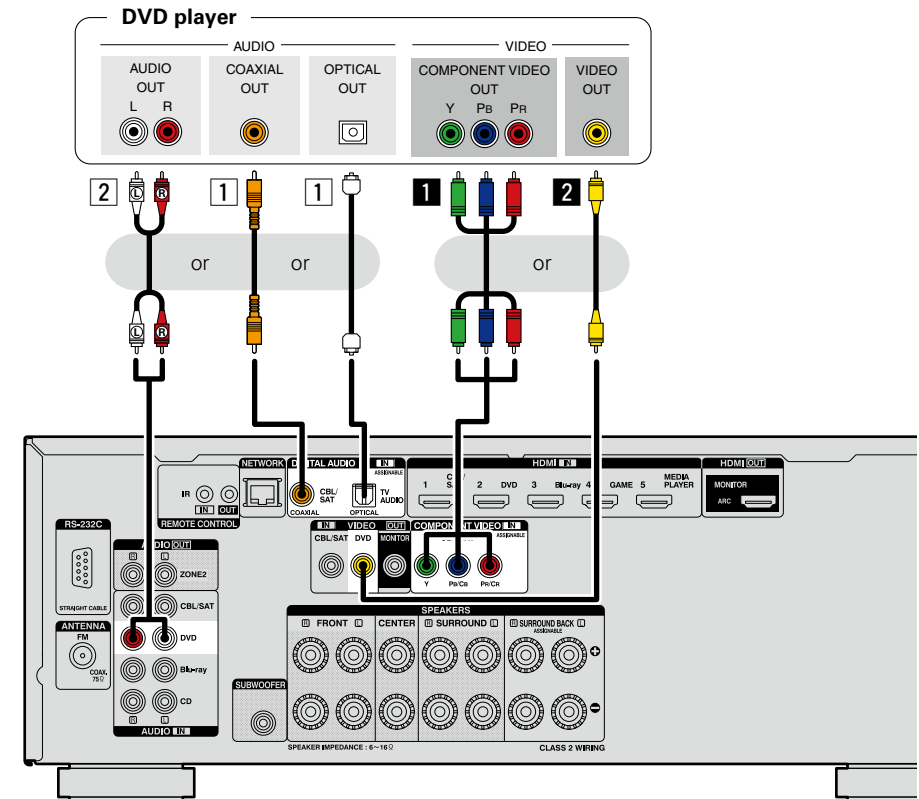 DVD player
AUDIO
VIDEO
AUDIO
OUT
COAXIAL
OUT
OPTICAL
OUT
COMPONENT VIDEO
OUT
VIDEO
OUT
L R
Y PB PR
2 1 1 1 2
L R
or or or
L R
NETWORK
DIGITAL AUDIO IN
ASSIGNABLE
HDMI IN
HDMI OUT
IR
IN OUT
REMOTE CONTROL
CBL/
SAT
COAXIAL
TV
AUDIO
OPTICAL
1
2 DVD
3 Blu-ray
4 GAME
5 MEDIA
PLAYER
MONITOR
ARC
RS-232C
STRAIGHT CABLE
IN VIDEO OUT
CBL/SAT DVD MONITOR
COMPONENT VIDEO IN
ASSIGNABLE
Y PB/CB PR/CR
AUDIO OUT
R L
ZONE2
CBL/SAT
DVD
Blu-ray
CD
R L
AUDIO IN
ANTENNA
FM
COAX.
75Ω
SUBWOOFER
SPEAKERS
R FRONT L
CENTER
R SURROUND L
R SURROUND BACK L
ASSIGNABLE
+
−
SPEAKER IMPEDANCE : 6~16Ω
CLASS 2 WIRING